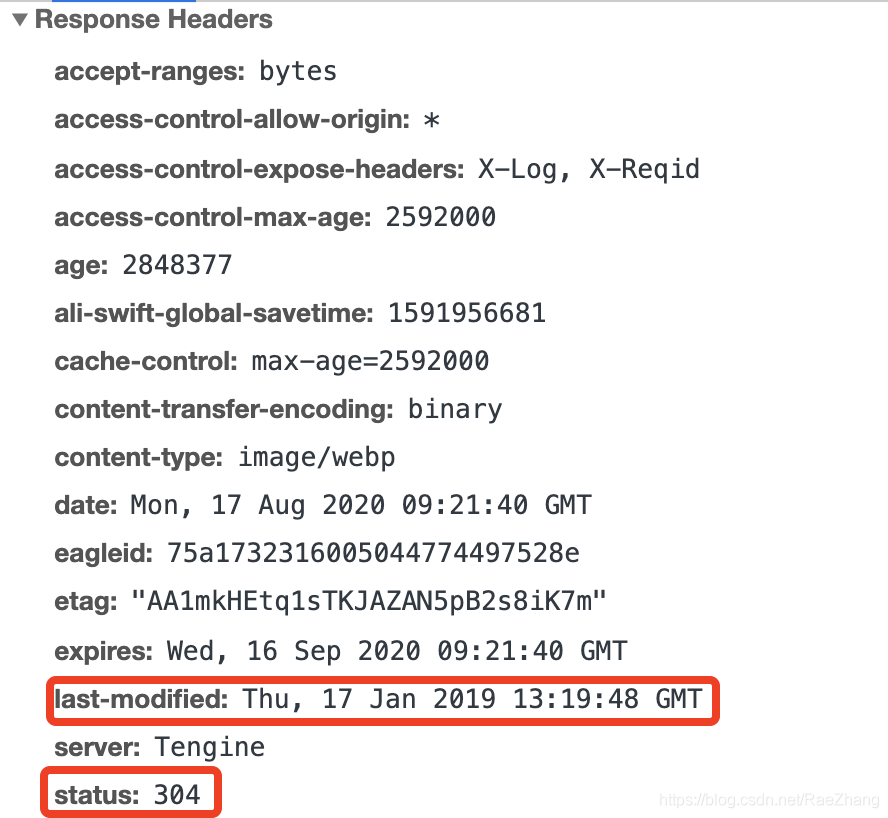 Response Headers
accept-ranges: bytes
access-control-allow-origin: *
access-control-expose-headers: X-Log, X-Reqid
access-control-max-age: 2592000
age: 2848377
ali-swift-global-savetime: 1591956681
cache-control: max-age=2592000
content-transfer-encoding: binary
content-type: image/webp
date: Mon, 17 Aug 2020 09:21:40 GMT
eagleid: 75a1732316005044774497528e
etag: "AA1mkHEtq1sTKJAZAN5pB2s8iK7m"
expires: Wed, 16 Sep 2020 09:21:40 GMT
last-modified: Thu, 17 Jan 2019 13:19:48 GMT
server: Tengine
status: 304
https://blog.csdn.net/RaeZhang